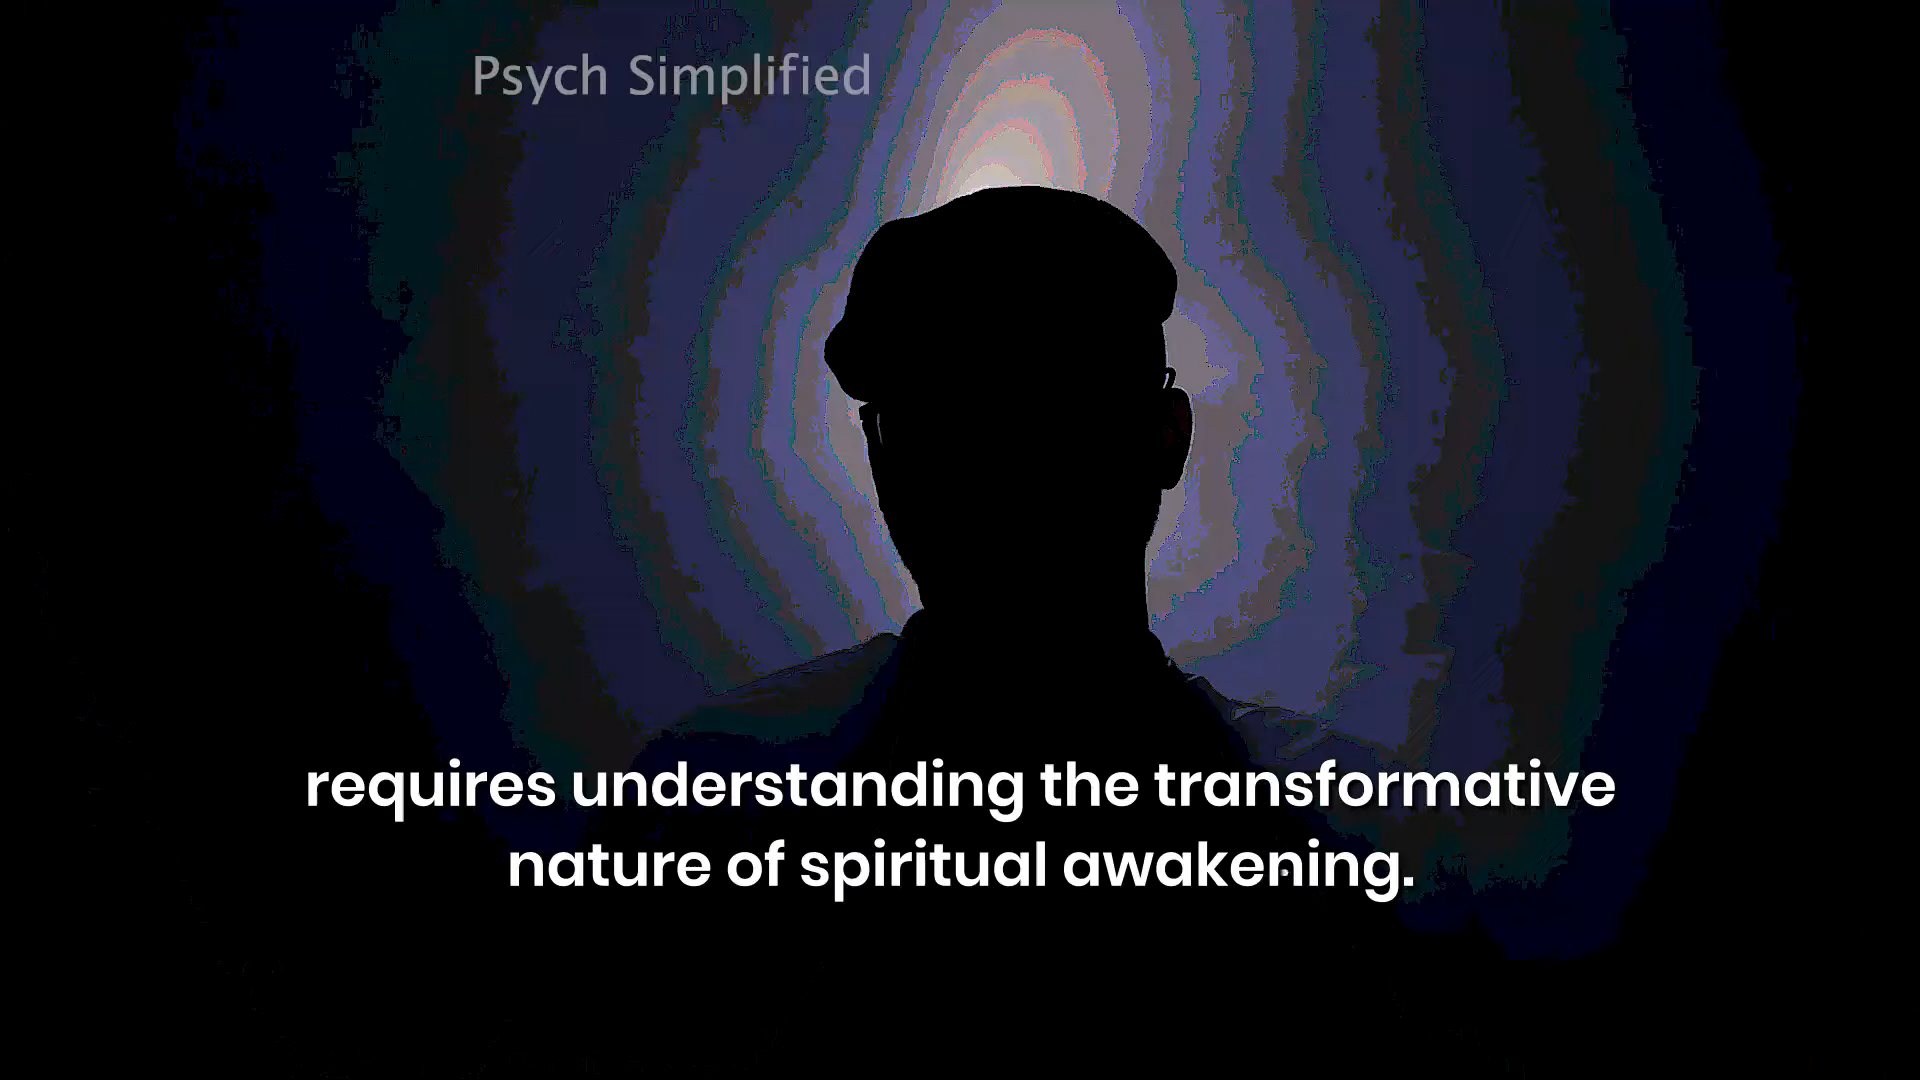 Psych Simplified
requires understanding the transformative
nature of spiritual awakening.